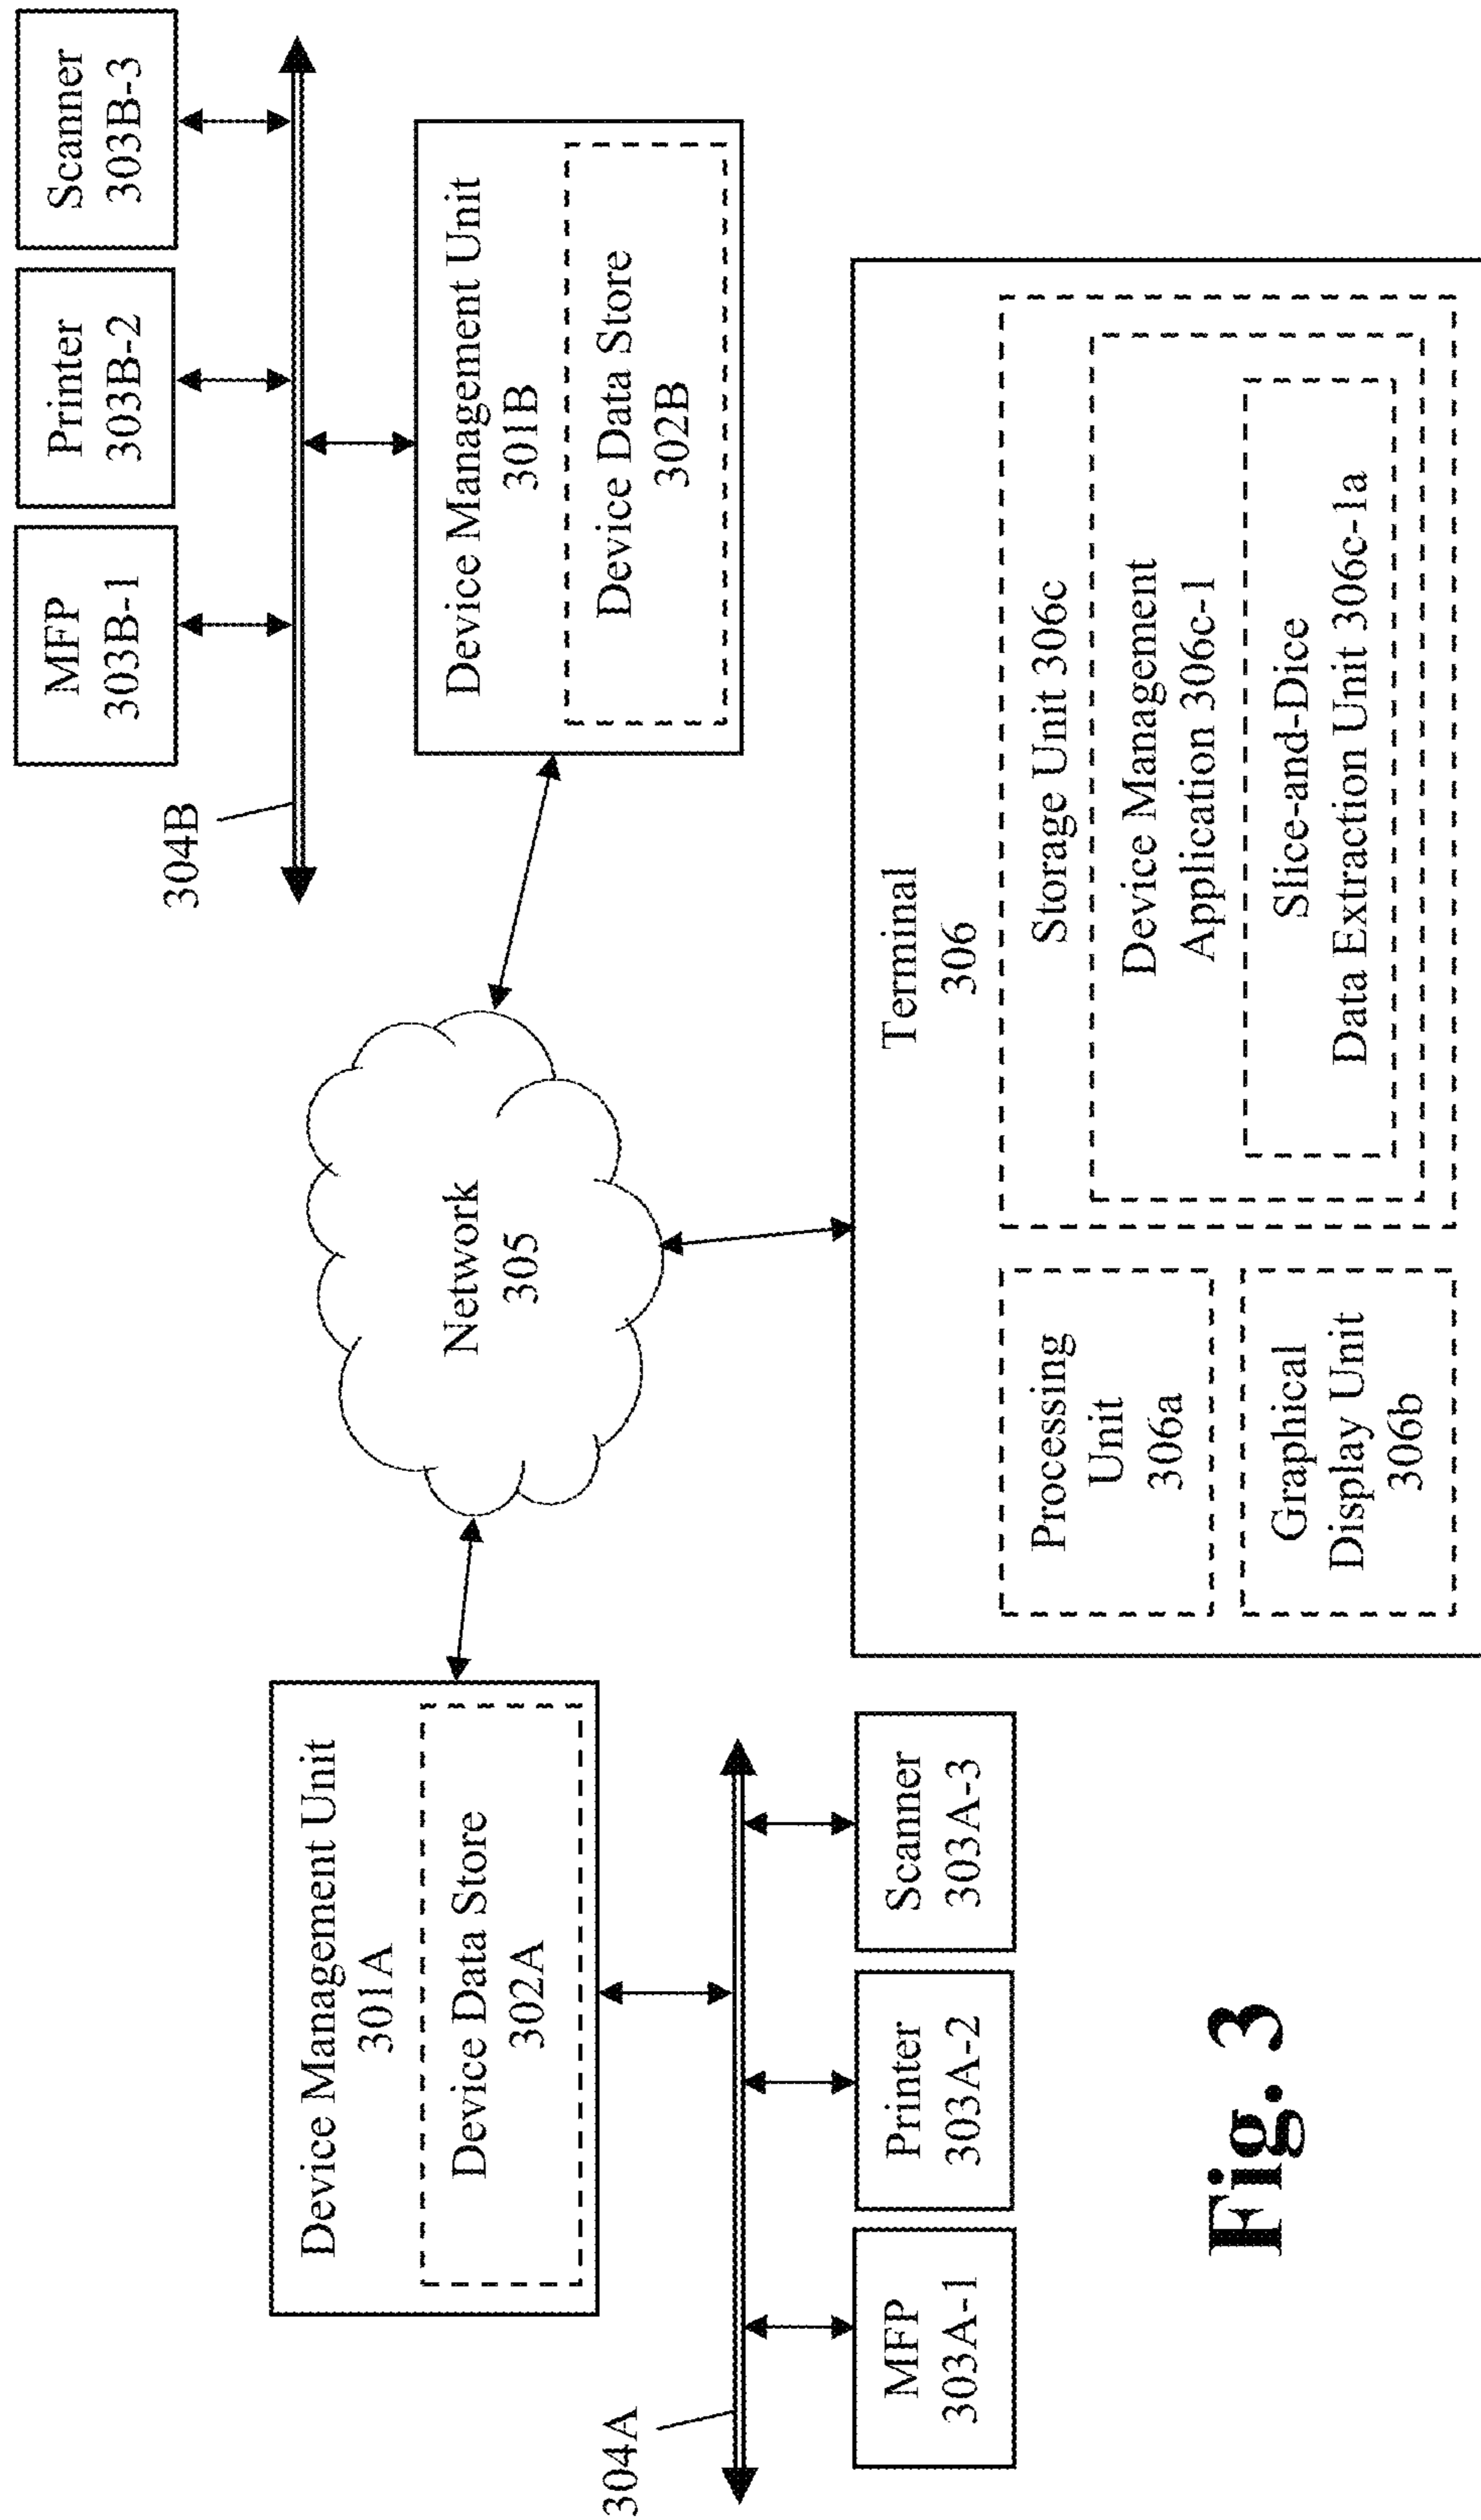 Device Management Unit
301A
Device Data Store
302A
304A
MFP
303A-1
Printer
303A-2
Scanner
303A-3
Network
305
MFP
303B-1
Printer
303B-2
Scanner
303B-3
304B
Device Management Unit
301B
Device Data Store
302B
Terminal
306
Processing
Unit
306a
Graphical
Display Unit
306b
Storage Unit 306c
Device Management
Application 306c-1
Slice-and-Dice
Data Extraction Unit 306c-1a
Fig. 3